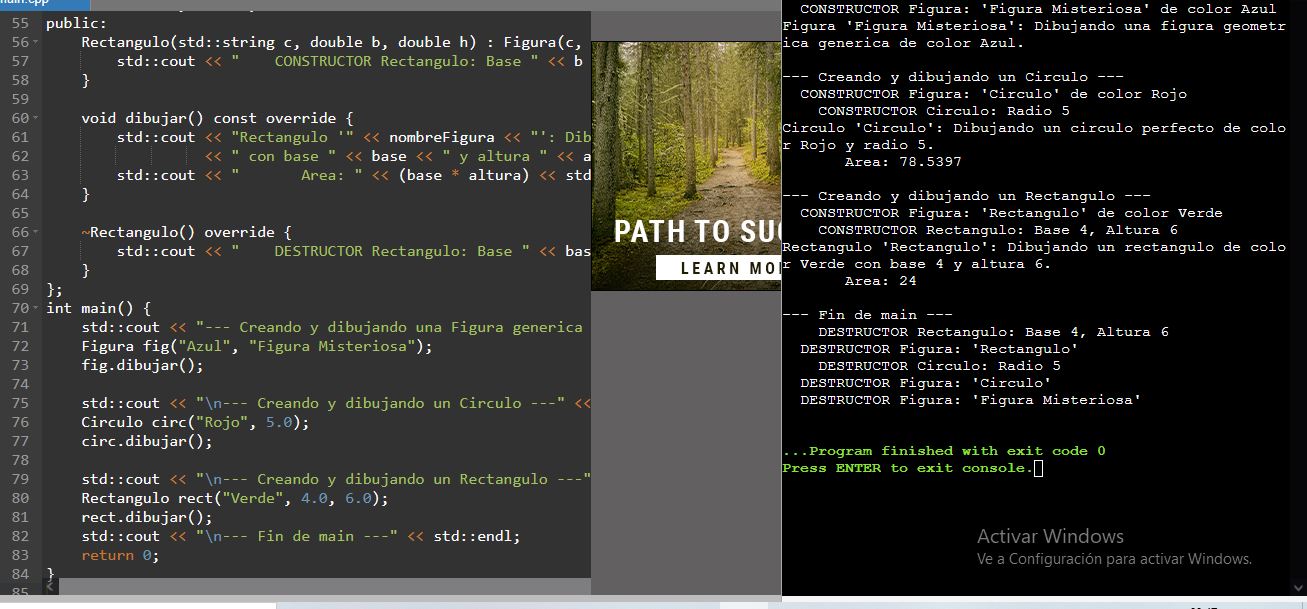 main.cpp
55 public:
56 Rectangulo(std::string c, double b, double h) : Figura(c,
57 std::cout << "    CONSTRUCTOR Rectangulo: Base " << b
58 }
59
60 void dibujar() const override {
61 std::cout << "Rectangulo '" << nombreFigura << "': Dib
62 << " con base " << base << " y altura " << a
63 std::cout << "       Area: " << (base * altura) << std
64 }
65
66 ~Rectangulo() override {
67 std::cout << "    DESTRUCTOR Rectangulo: Base " << bas
68 }
69 };
70 int main() {
71 std::cout << "--- Creando y dibujando una Figura generica
72 Figura fig("Azul", "Figura Misteriosa");
73 fig.dibujar();
74
75 std::cout << "\n--- Creando y dibujando un Circulo ---" <<
76 Circulo circ("Rojo", 5.0);
77 circ.dibujar();
78
79 std::cout << "\n--- Creando y dibujando un Rectangulo ---"
80 Rectangulo rect("Verde", 4.0, 6.0);
81 rect.dibujar();
82 std::cout << "\n--- Fin de main ---" << std::endl;
83 return 0;
84 }
85
PATH TO SU
LEARN MO
CONSTRUCTOR Figura: 'Figura Misteriosa' de color Azul
Figura 'Figura Misteriosa': Dibujando una figura geometr
ica generica de color Azul.
--- Creando y dibujando un Circulo ---
CONSTRUCTOR Figura: 'Circulo' de color Rojo
CONSTRUCTOR Circulo: Radio 5
Circulo 'Circulo': Dibujando un circulo perfecto de colo
r Rojo y radio 5.
Area: 78.5397
--- Creando y dibujando un Rectangulo ---
CONSTRUCTOR Figura: 'Rectangulo' de color Verde
CONSTRUCTOR Rectangulo: Base 4, Altura 6
Rectangulo 'Rectangulo': Dibujando un rectangulo de colo
r Verde con base 4 y altura 6.
Area: 24
--- Fin de main ---
DESTRUCTOR Rectangulo: Base 4, Altura 6
DESTRUCTOR Figura: 'Rectangulo'
DESTRUCTOR Circulo: Radio 5
DESTRUCTOR Figura: 'Circulo'
DESTRUCTOR Figura: 'Figura Misteriosa'
...Program finished with exit code 0
Press ENTER to exit console.
Activar Windows
Ve a Configuración para activar Windows.